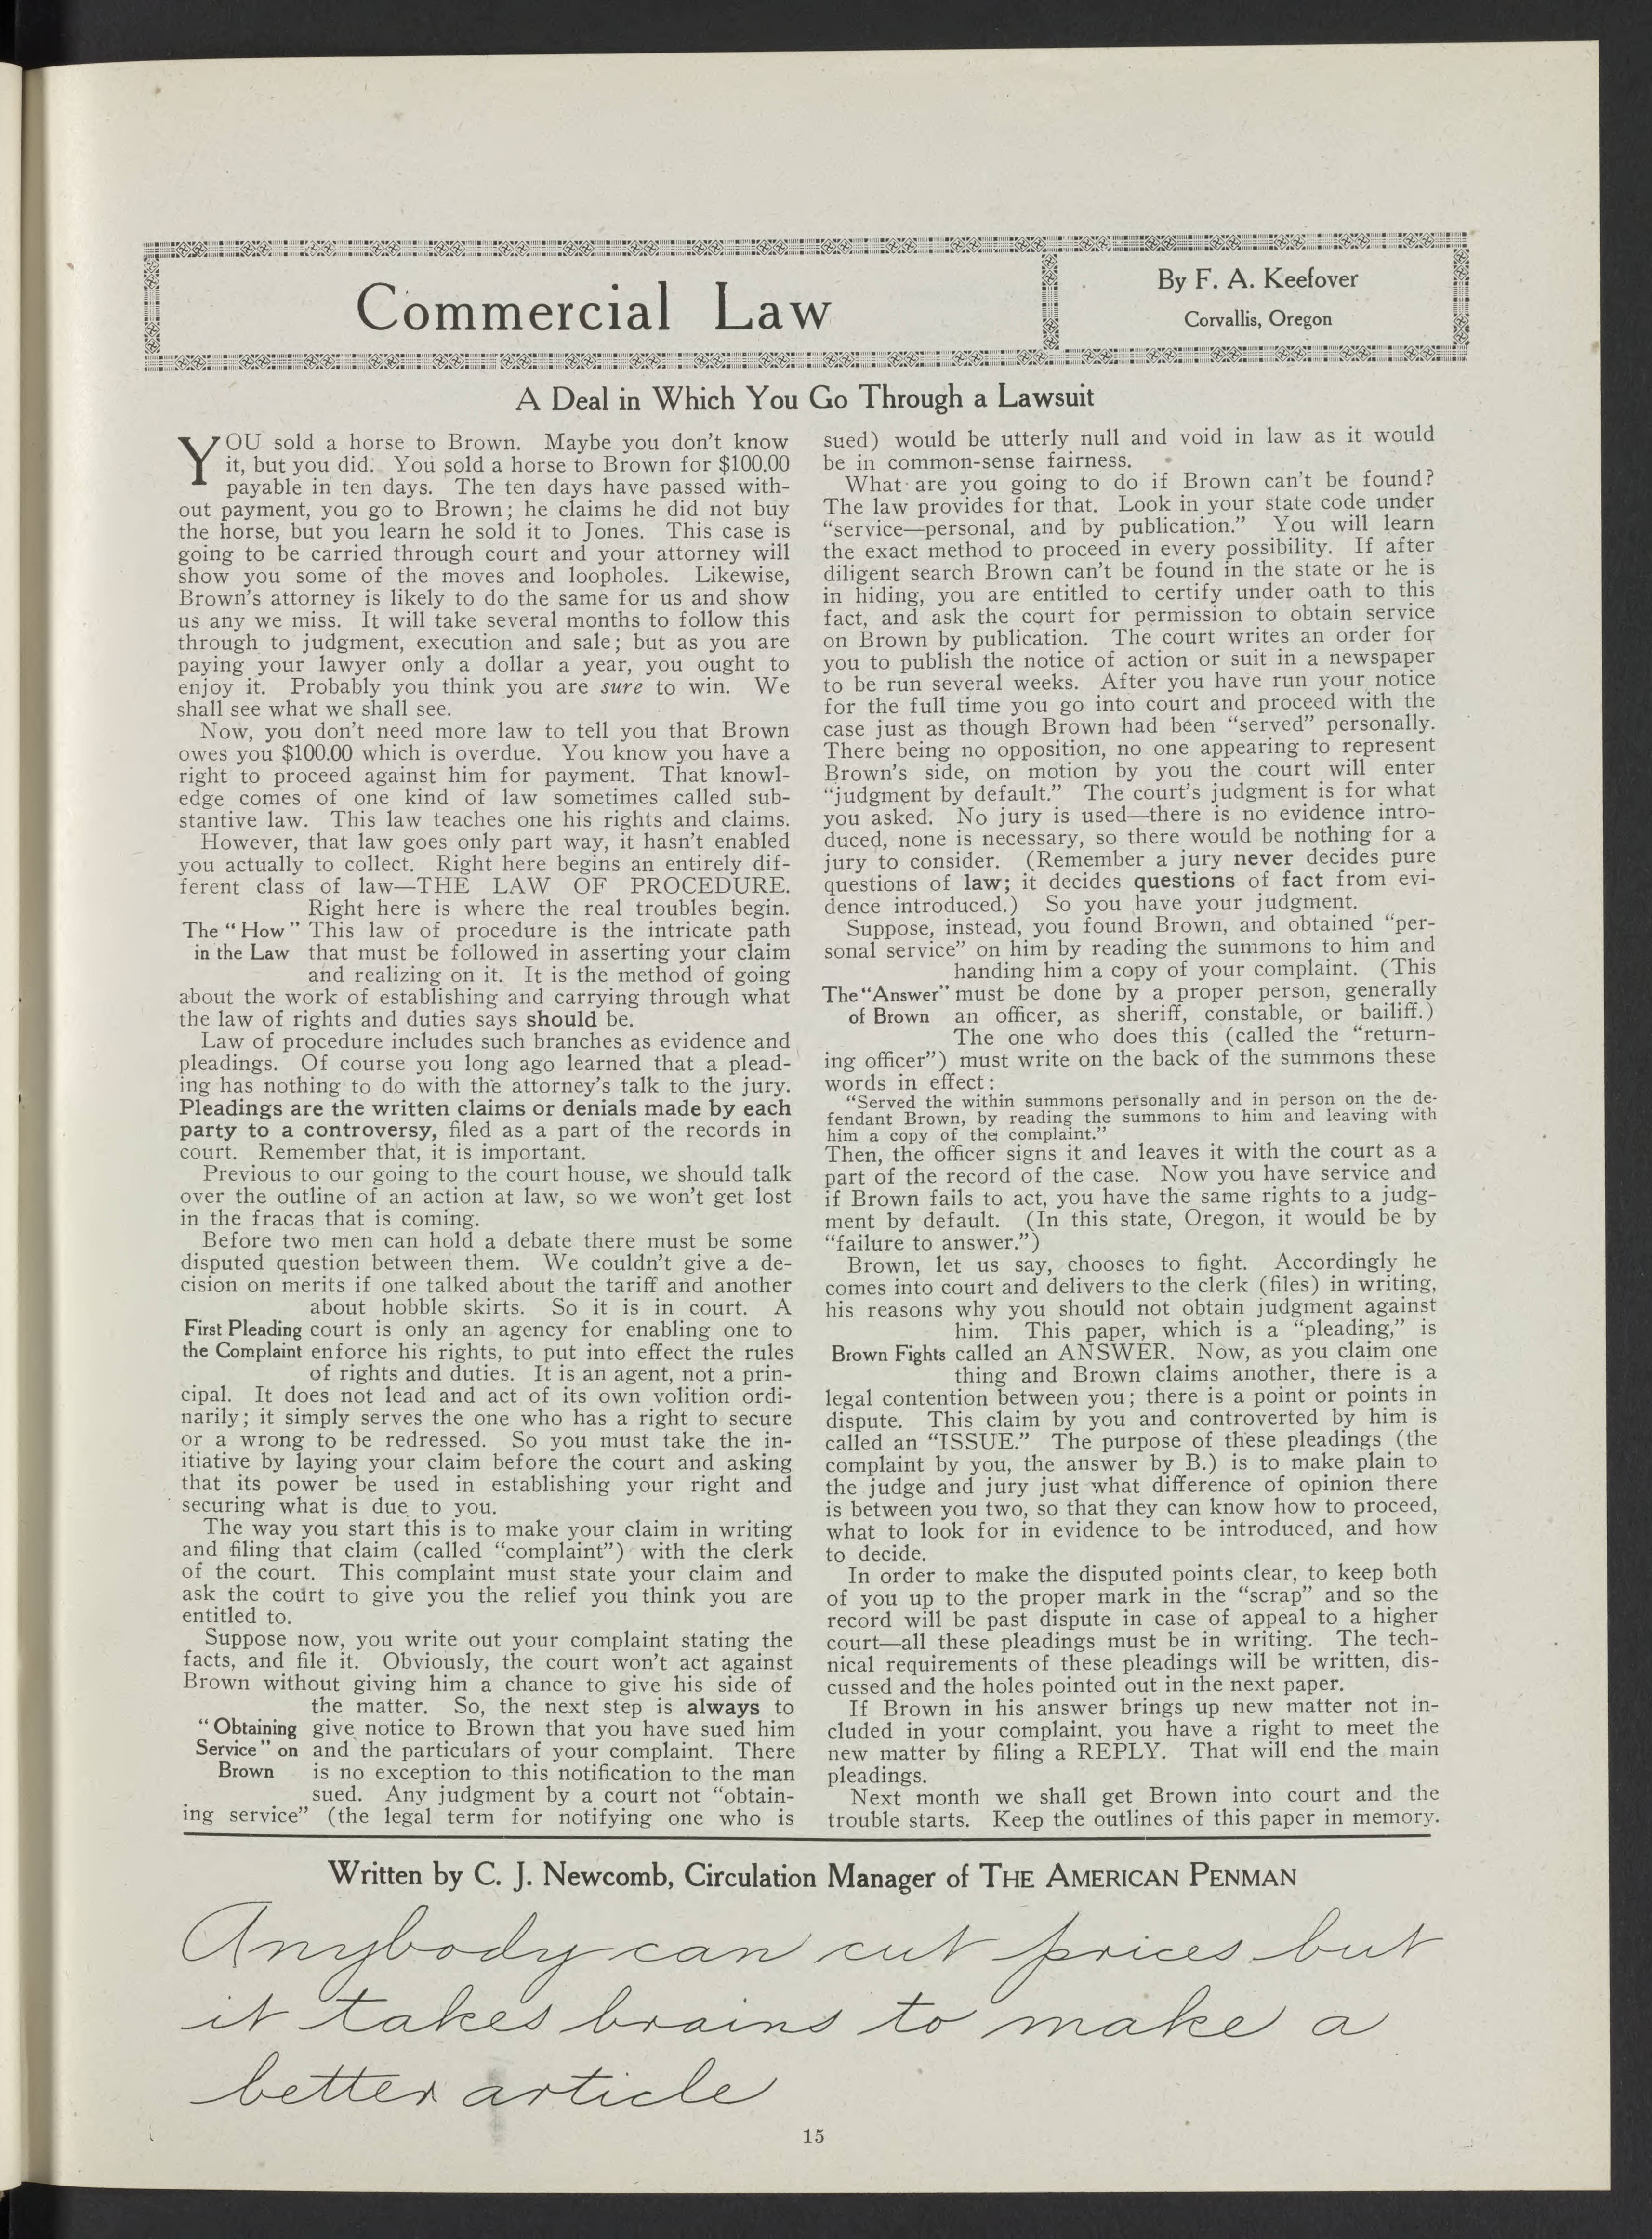 Commercial Law
By F. A. Keefover
Corvallis, Oregon
A Deal in Which You Go Through a Lawsuit
YOU sold a horse to Brown. Maybe you don't know
it, but you did. You sold a horse to Brown for $100.00
payable in ten days. The ten days have passed with-
out payment, you go to Brown; he claims he did not buy
the horse, but you learn he sold it to Jones. This case is
going to be carried through court and your attorney will
show you some of the moves and loopholes. Likewise,
Brown's attorney is likely to do the same for us and show
us any we miss. It will take several months to follow this
through to judgment, execution and sale; but as you are
paying your lawyer only a dollar a year, you ought to
enjoy it. Probably you think you are sure to win. We
shall see what we shall see.
Now, you don't need more law to tell you that Brown
owes you $100.00 which is overdue. You know you have a
right to proceed against him for payment. That knowl-
edge comes of one kind of law sometimes called sub-
stantive law. This law teaches one his rights and claims.
However, that law goes only part way, it hasn't enabled
you actually to collect. Right here begins an entirely dif-
ferent class of law—THE LAW OF PROCEDURE.
Right here is where the real troubles begin.
The "How" This law of procedure is the intricate path
in the Law that must be followed in asserting your claim
and realizing on it. It is the method of going
about the work of establishing and carrying through what
the law of rights and duties says should be.
Law of procedure includes such branches as evidence and
pleadings. Of course you long ago learned that a plead-
ing has nothing to do with the attorney's talk to the jury.
Pleadings are the written claims or denials made by each
party to a controversy, filed as a part of the records in
court. Remember that, it is important.
Previous to our going to the court house, we should talk
over the outline of an action at law, so we won't get lost
in the fracas that is coming.
Before two men can hold a debate there must be some
disputed question between them. We couldn't give a de-
cision on merits if one talked about the tariff and another
about hobble skirts. So it is in court. A
First Pleading court is only an agency for enabling one to
the Complaint enforce his rights, to put into effect the rules
of rights and duties. It is an agent, not a prin-
cipal. It does not lead and act of its own volition ordi-
narily; it simply serves the one who has a right to secure
or a wrong to be redressed. So you must take the in-
itiative by laying your claim before the court and asking
that its power be used in establishing your right and
securing what is due to you.
The way you start this is to make your claim in writing
and filing that claim (called "complaint") with the clerk
of the court. This complaint must state your claim and
ask the court to give you the relief you think you are
entitled to.
Suppose now, you write out your complaint stating the
facts, and file it. Obviously, the court won't act against
Brown without giving him a chance to give his side of
the matter. So, the next step is always to
"Obtaining give notice to Brown that you have sued him
Service" on and the particulars of your complaint. There
Brown is no exception to this notification to the man
sued. Any judgment by a court not "obtain-
ing service" (the legal term for notifying one who is
sued) would be utterly null and void in law as it would
be in common-sense fairness.
What are you going to do if Brown can't be found?
The law provides for that. Look in your state code under
"service—personal, and by publication." You will learn
the exact method to proceed in every possibility. If after
diligent search Brown can't be found in the state or he is
in hiding, you are entitled to certify under oath to this
fact, and ask the court for permission to obtain service
on Brown by publication. The court writes an order for
you to publish the notice of action or suit in a newspaper
to be run several weeks. After you have run your notice
for the full time you go into court and proceed with the
case just as though Brown had been "served" personally.
There being no opposition, no one appearing to represent
Brown's side, on motion by you the court will enter
"judgment by default." The court's judgment is for what
you asked. No jury is used—there is no evidence intro-
duced, none is necessary, so there would be nothing for a
jury to consider. (Remember a jury never decides pure
questions of law; it decides questions of fact from evi-
dence introduced.) So you have your judgment.
Suppose, instead, you found Brown, and obtained "per-
sonal service" on him by reading the summons to him and
handing him a copy of your complaint. (This
The "Answer" must be done by a proper person, generally
of Brown an officer, as sheriff, constable, or bailiff.)
The one who does this (called the "return-
ing officer") must write on the back of the summons these
words in effect:
"Served the within summons personally and in person on the de-
fendant Brown, by reading the summons to him and leaving with
him a copy of the complaint."
Then, the officer signs it and leaves it with the court as a
part of the record of the case. Now you have service and
if Brown fails to act, you have the same rights to a judg-
ment by default. (In this state, Oregon, it would be by
"failure to answer.")
Brown, let us say, chooses to fight. Accordingly he
comes into court and delivers to the clerk (files) in writing,
his reasons why you should not obtain judgment against
him. This paper, which is a "pleading," is
Brown Fights called an ANSWER. Now, as you claim one
thing and Brown claims another, there is a
legal contention between you; there is a point or points in
dispute. This claim by you and controverted by him is
called an "ISSUE." The purpose of these pleadings (the
complaint by you, the answer by B.) is to make plain to
the judge and jury just what difference of opinion there
is between you two, so that they can know how to proceed,
what to look for in evidence to be introduced, and how
to decide.
In order to make the disputed points clear, to keep both
of you up to the proper mark in the "scrap" and so the
record will be past dispute in case of appeal to a higher
court—all these pleadings must be in writing. The tech-
nical requirements of these pleadings will be written, dis-
cussed and the holes pointed out in the next paper.
If Brown in his answer brings up new matter not in-
cluded in your complaint, you have a right to meet the
new matter by filing a REPLY. That will end the main
pleadings.
Next month we shall get Brown into court and the
trouble starts. Keep the outlines of this paper in memory.
Written by C. J. Newcomb, Circulation Manager of THE AMERICAN PENMAN
Anybody can cut prices but
it takes brains to make a
better article
15